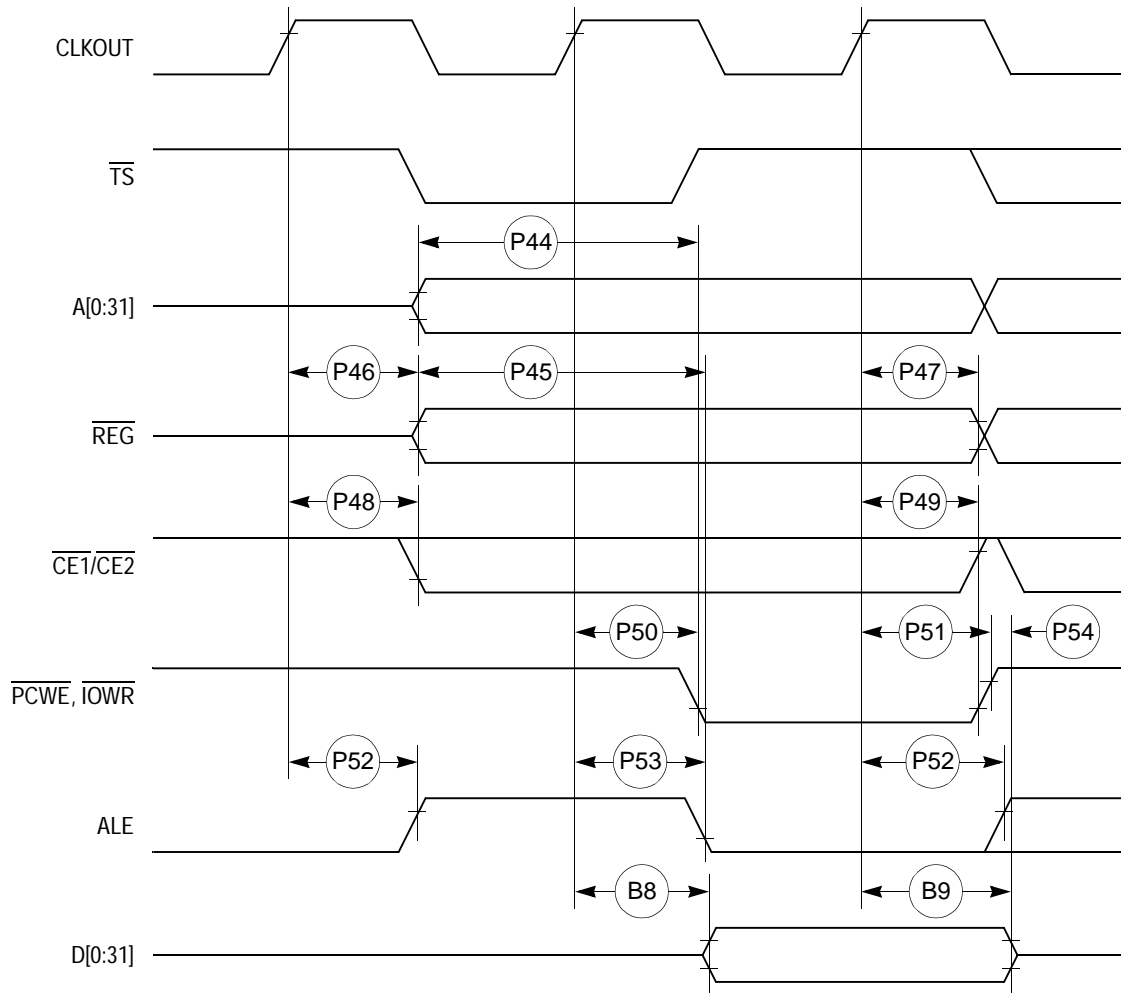 CLKOUT
TS
P44
A[0:31]
P46
P45
P47
REG
P48
P49
CE1/CE2
P50
P51
P54
PCWE, IOWR
P52
P53
P52
ALE
B8
B9
D[0:31]